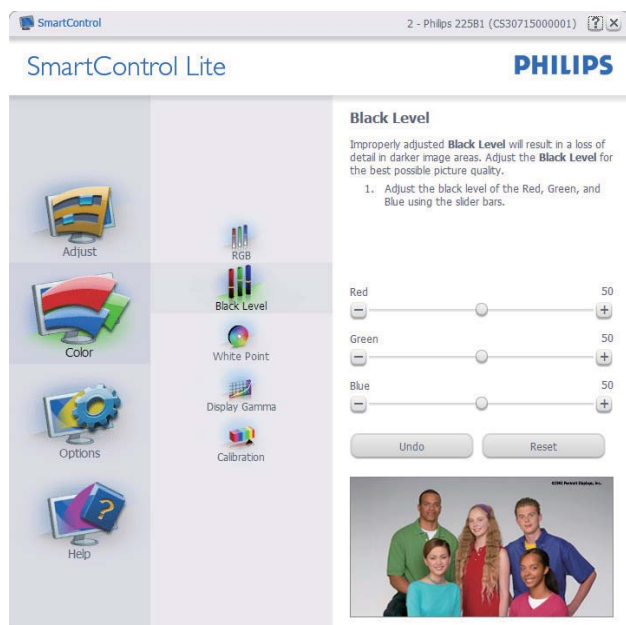 SmartControl
2 - Philips 225B1 (CS30715000001)
?
SmartControl Lite
PHILIPS
Adjust
Color
Options
Help
RGB
Black Level
White Point
Display Gamma
Calibration
Black Level
Improperly adjusted Black Level will result in a loss of
detail in darker image areas. Adjust the Black Level for
the best possible picture quality.
1. Adjust the black level of the Red, Green, and
Blue using the slider bars.
Red 50
Green 50
Blue 50
Undo Reset